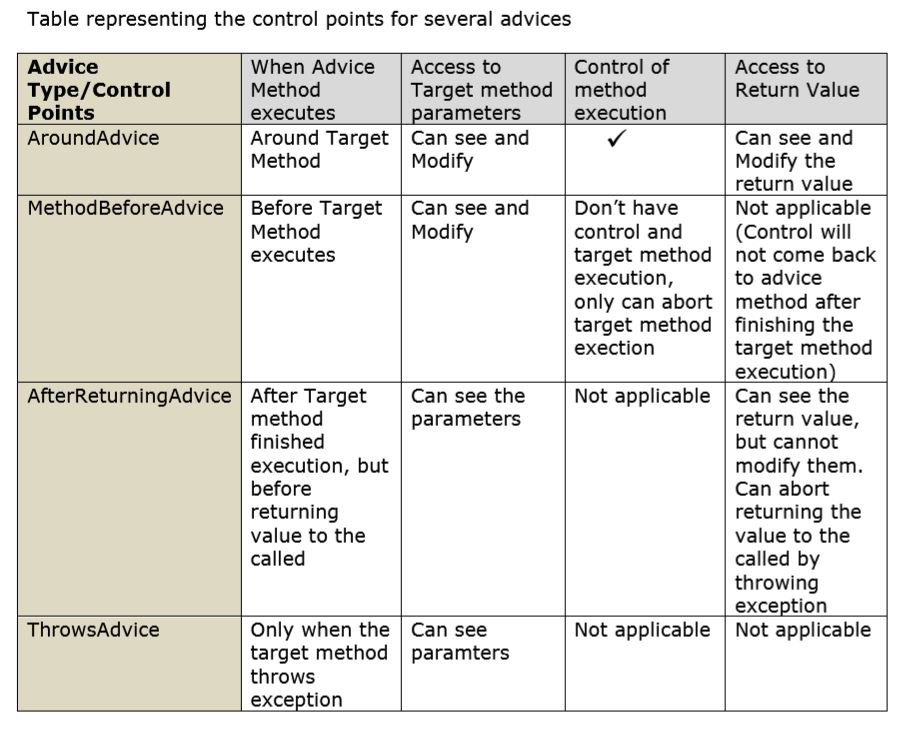 Table representing the control points for several advices
Advice
Type/Control
Points
When Advice
Method
executes
Access to
Target method
parameters
Control of
method
execution
Access to
Return Value
AroundAdvice
Around Target
Method
Can see and
Modify
✓
Can see and
Modify the
return value
MethodBeforeAdvice
Before Target
Method
executes
Can see and
Modify
Don’t have
control and
target method
execution,
only can abort
target method
exection
Not applicable
(Control will
not come back
to advice
method after
finishing the
target method
execution)
AfterReturningAdvice
After Target
method
finished
execution, but
before
returning
value to the
called
Can see the
parameters
Not applicable
Can see the
return value,
but cannot
modify them.
Can abort
returning the
value to the
called by
throwing
exception
ThrowsAdvice
Only when the
target method
throws
exception
Can see
paramters
Not applicable
Not applicable